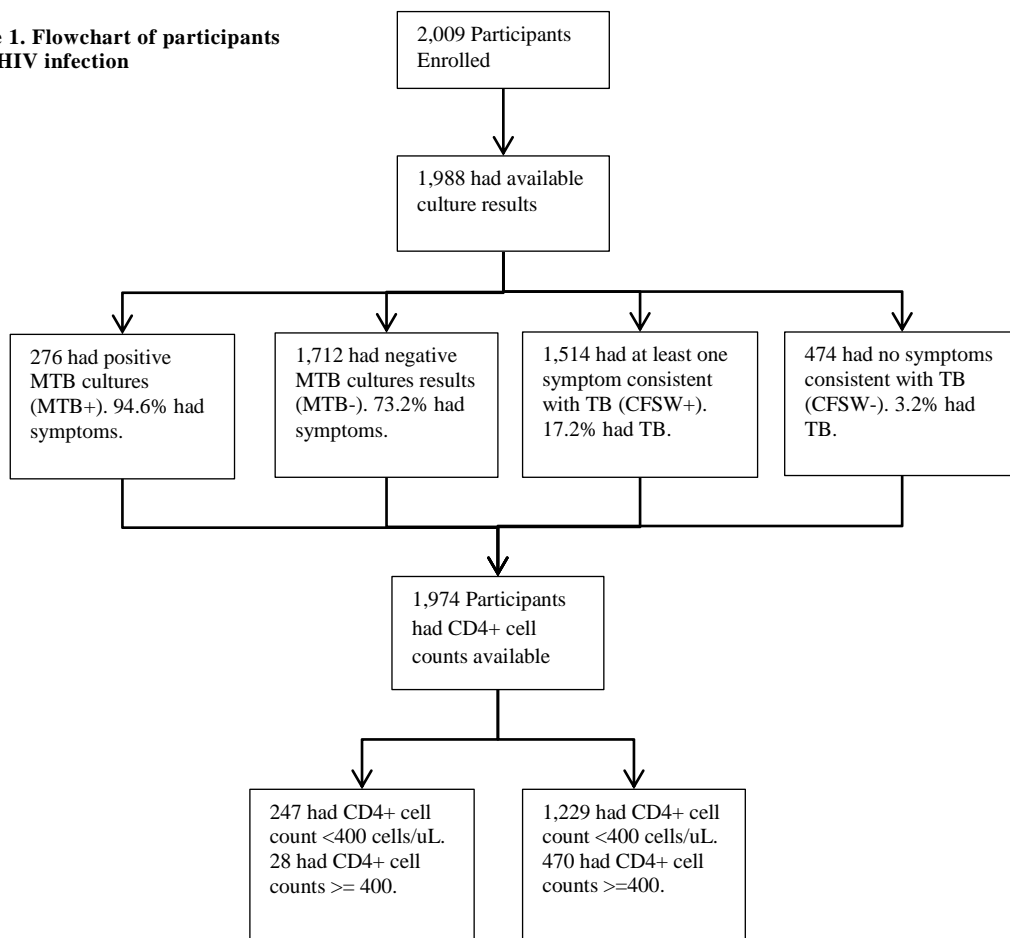 e 1. Flowchart of participants
HIV infection
2,009 Participants
Enrolled
1,988 had available
culture results
276 had positive
MTB cultures
(MTB+). 94.6% had
symptoms.
1,712 had negative
MTB cultures results
(MTB-). 73.2% had
symptoms.
1,514 had at least one
symptom consistent
with TB (CFSW+).
17.2% had TB.
474 had no symptoms
consistent with TB
(CFSW-). 3.2% had
TB.
1,974 Participants
had CD4+ cell
counts available
247 had CD4+ cell
count <400 cells/uL.
28 had CD4+ cell
counts >= 400.
1,229 had CD4+ cell
count <400 cells/uL.
470 had CD4+ cell
counts >=400.